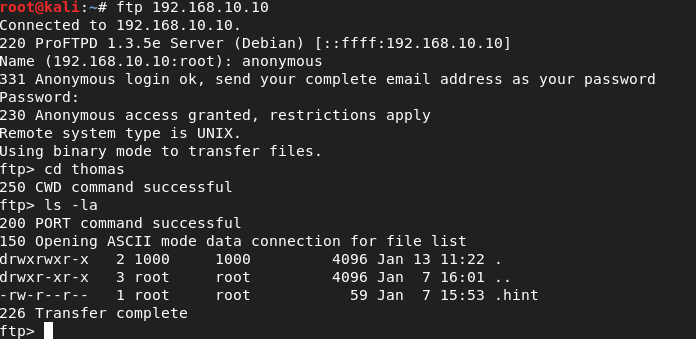 root@kali:~# ftp 192.168.10.10
Connected to 192.168.10.10.
220 ProFTPD 1.3.5e Server (Debian) [::ffff:192.168.10.10]
Name (192.168.10.10:root): anonymous
331 Anonymous login ok, send your complete email address as your password
Password:
230 Anonymous access granted, restrictions apply
Remote system type is UNIX.
Using binary mode to transfer files.
ftp> cd thomas
250 CWD command successful
ftp> ls -la
200 PORT command successful
150 Opening ASCII mode data connection for file list
drwxrwxr-x   2 1000     1000         4096 Jan 13 11:22 .
drwxr-xr-x   3 root     root         4096 Jan  7 16:01 ..
-rw-r--r--   1 root     root           59 Jan  7 15:53 .hint
226 Transfer complete
ftp>